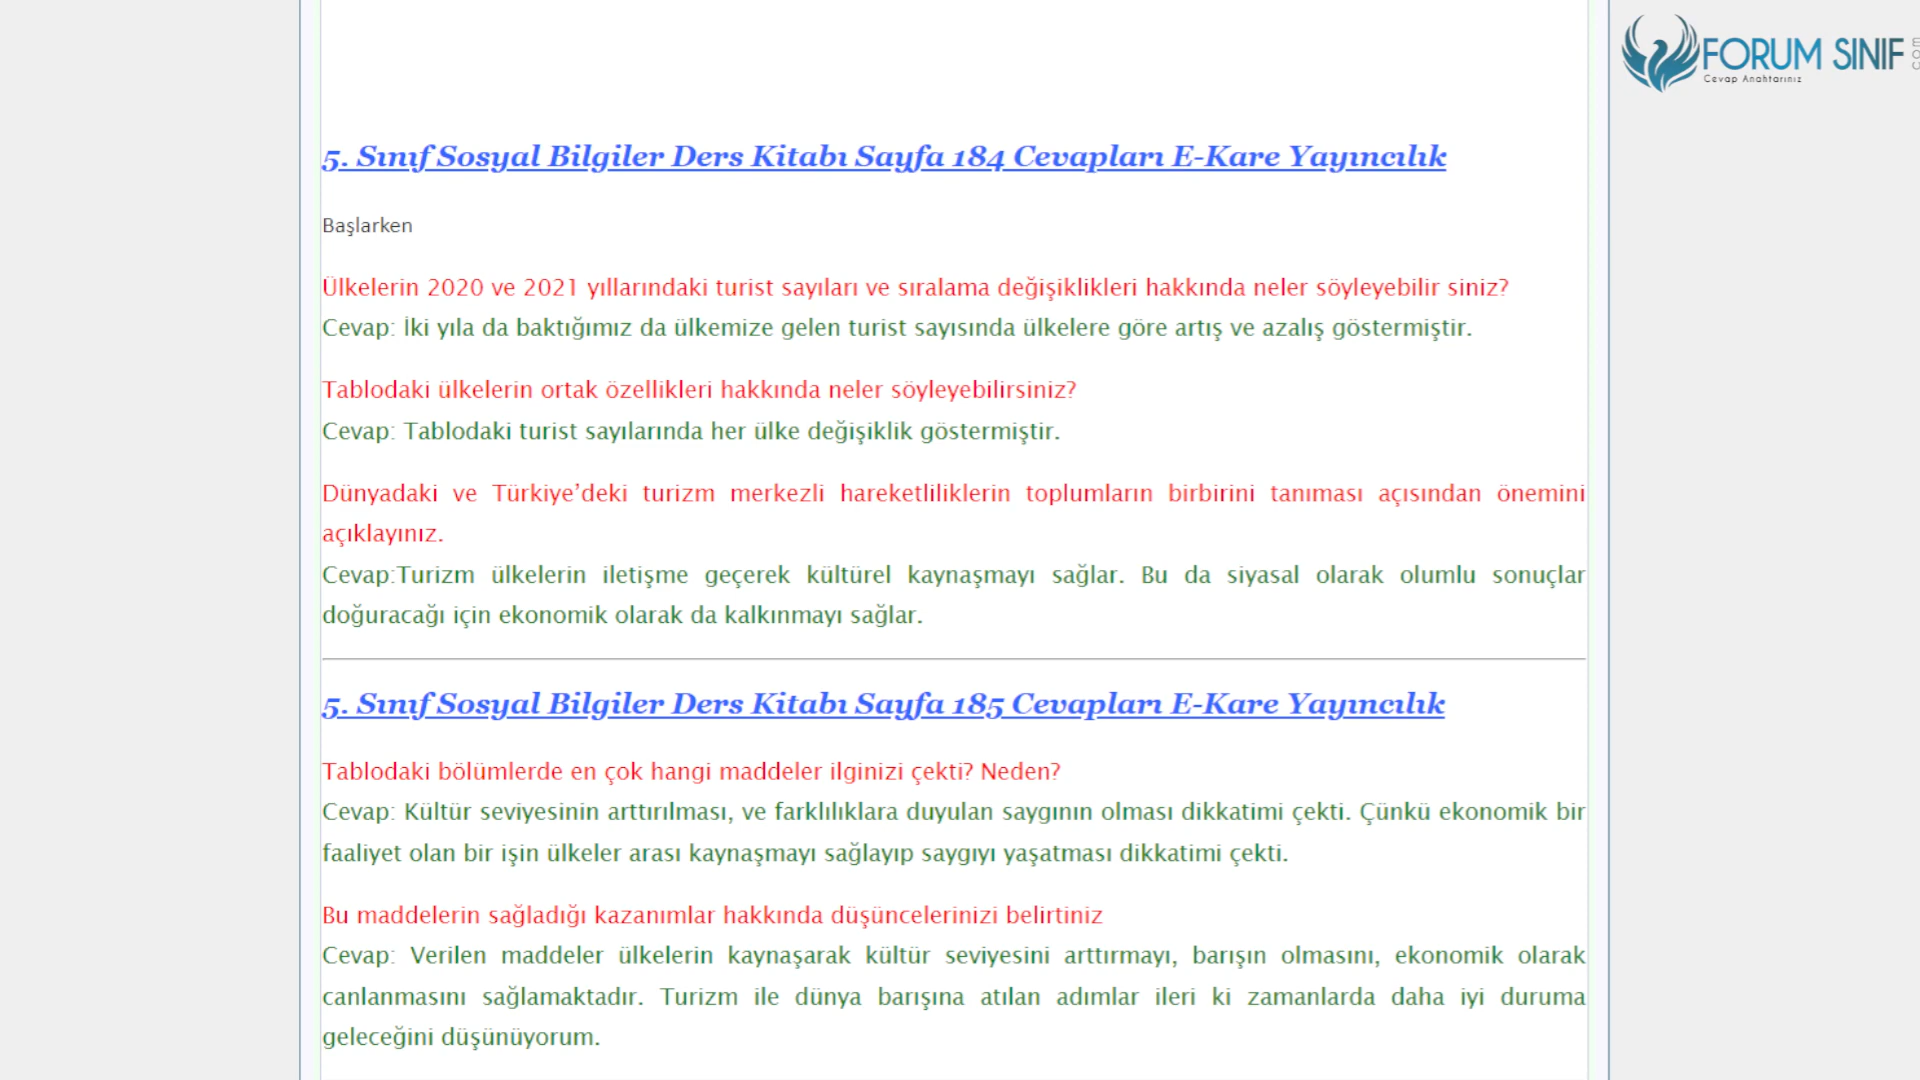 FORUM SINIF
Cevap Anahtarınız
5. Sınıf Sosyal Bilgiler Ders Kitabı Sayfa 184 Cevapları E-Kare Yayıncılık
Başlarken
Ülkelerin 2020 ve 2021 yıllarındaki turist sayıları ve sıralama değişiklikleri hakkında neler söyleyebilir siniz?
Cevap: İki yıla da baktığımız da ülkemize gelen turist sayısında ülkelere göre artış ve azalış göstermiştir.
Tablodaki ülkelerin ortak özellikleri hakkında neler söyleyebilirsiniz?
Cevap: Tablodaki turist sayılarında her ülke değişiklik göstermiştir.
Dünyadaki ve Türkiye’deki turizm merkezli hareketliliklerin toplumların birbirini tanıması açısından önemini
açıklayınız.
Cevap:Turizm ülkelerin iletişme geçerek kültürel kaynaşmayı sağlar. Bu da siyasal olarak olumlu sonuçlar
doğuracağı için ekonomik olarak da kalkınmayı sağlar.
5. Sınıf Sosyal Bilgiler Ders Kitabı Sayfa 185 Cevapları E-Kare Yayıncılık
Tablodaki bölümlerde en çok hangi maddeler ilginizi çekti? Neden?
Cevap: Kültür seviyesinin arttırılması, ve farklılıklara duyulan saygının olması dikkatimi çekti. Çünkü ekonomik bir
faaliyet olan bir işin ülkeler arası kaynaşmayı sağlayıp saygıyı yaşatması dikkatimi çekti.
Bu maddelerin sağladığı kazanımlar hakkında düşüncelerinizi belirtiniz
Cevap: Verilen maddeler ülkelerin kaynaşarak kültür seviyesini arttırmayı, barışın olmasını, ekonomik olarak
canlanmasını sağlamaktadır. Turizm ile dünya barışına atılan adımlar ileri ki zamanlarda daha iyi duruma
geleceğini düşünüyorum.